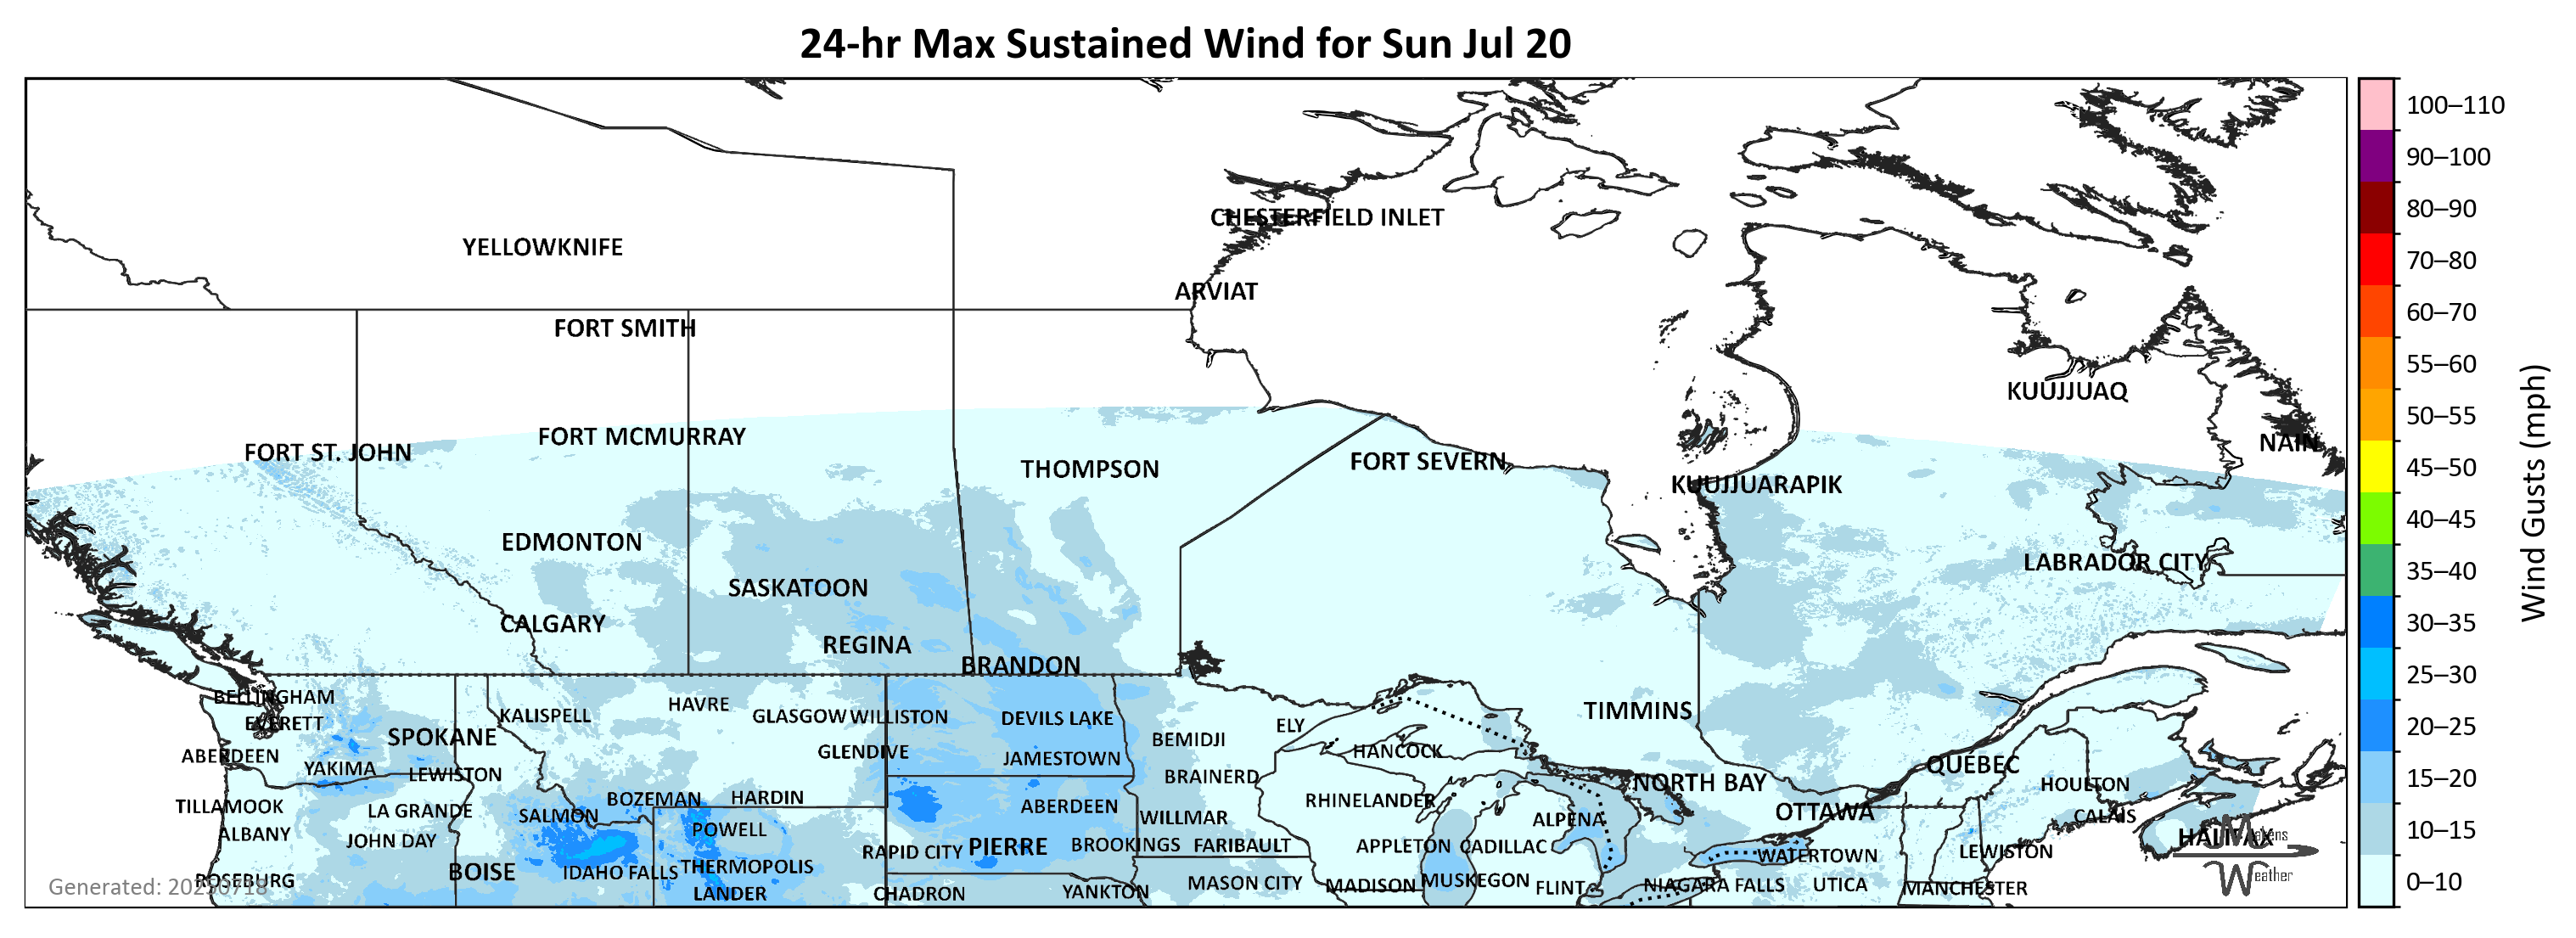 24-hr Max Sustained Wind for Sun Jul 20
100–110
90–100
80–90
70–80
60–70
55–60
50–55
45–50
40–45
35–40
30–35
25–30
20–25
15–20
10–15
0–10
Wind Gusts (mph)
CHESTERFIELD INLET
YELLOWKNIFE
ARVIAT
FORT SMITH
KUUJJUAQ
FORT MCMURRAY
NAIN
FORT ST. JOHN
FORT SEVERN
THOMPSON
KUUJJUARAPIK
EDMONTON
LABRADOR CITY
SASKATOON
CALGARY
REGINA
BRANDON
BELLINGHAM
HAVRE
TIMMINS
KALISPELL
GLASGOW
WILLISTON
DEVILS LAKE
EVERETT
ELY
SPOKANE
BEMIDJI
HANCOCK
GLENDIVE
ABERDEEN
JAMESTOWN
QUÉBEC
YAKIMA
LEWISTON
BRAINERD
NORTH BAY
HOULTON
BOZEMAN
HARDIN
RHINELANDER
TILLAMOOK
ABERDEEN
LA GRANDE
OTTAWA
SALMON
CALAIS
WILLMAR
ALPENA
POWELL
ALBANY
HALIFAX
JOHN DAY
BROOKINGS
FARIBAULT
APPLETON
CADILLAC
PIERRE
RAPID CITY
LEWISTON
WATERTOWN
THERMOPOLIS
BOISE
IDAHO FALLS
ROSEBURG
MUSKEGON
MASON CITY
MADISON
FLINT
NIAGARA FALLS
UTICA
MANCHESTER
YANKTON
LANDER
CHADRON
Generated: 20250718
Makens
Weather